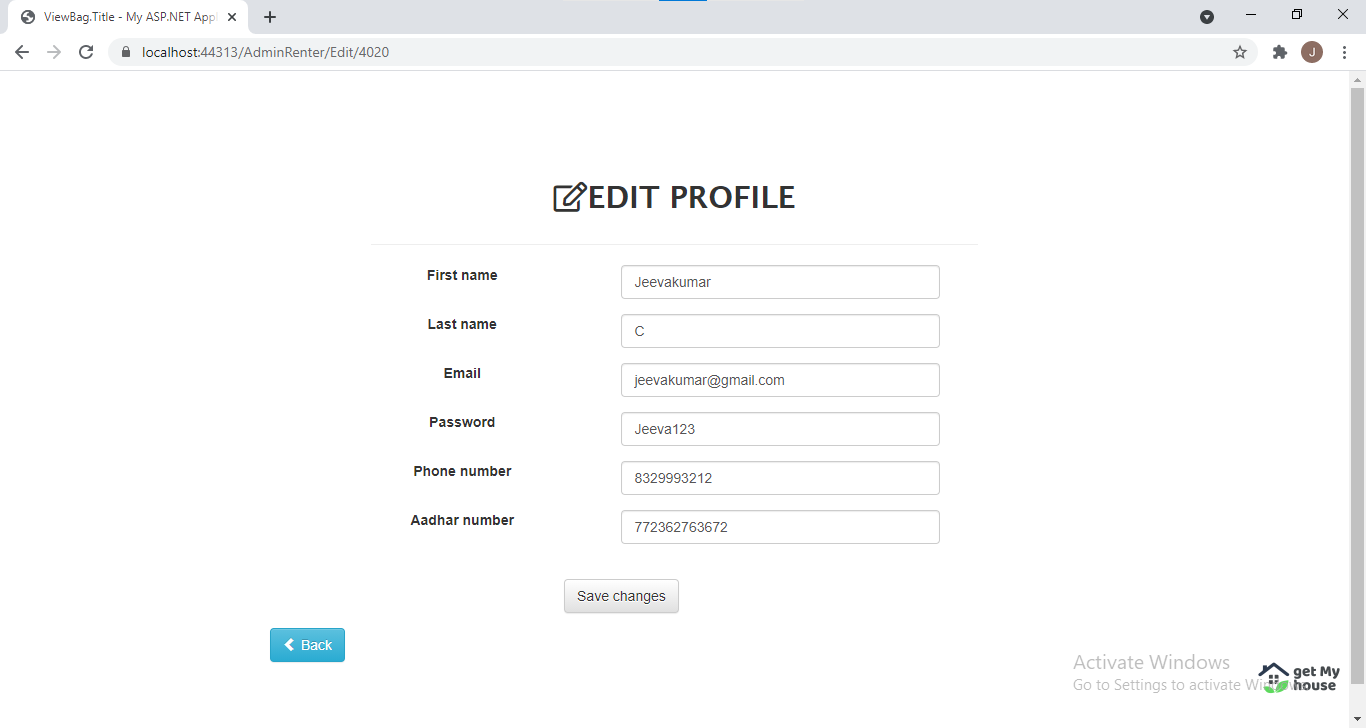 ViewBag.Title - My ASP.NET Appl
localhost:44313/AdminRenter/Edit/4020
J
EDIT PROFILE
First name
Jeevakumar
Last name
C
Email
jeevakumar@gmail.com
Password
Jeeva123
Phone number
8329993212
Aadhar number
772362763672
Save changes
Back
Activate Windows
Go to Settings to activate
get My
house